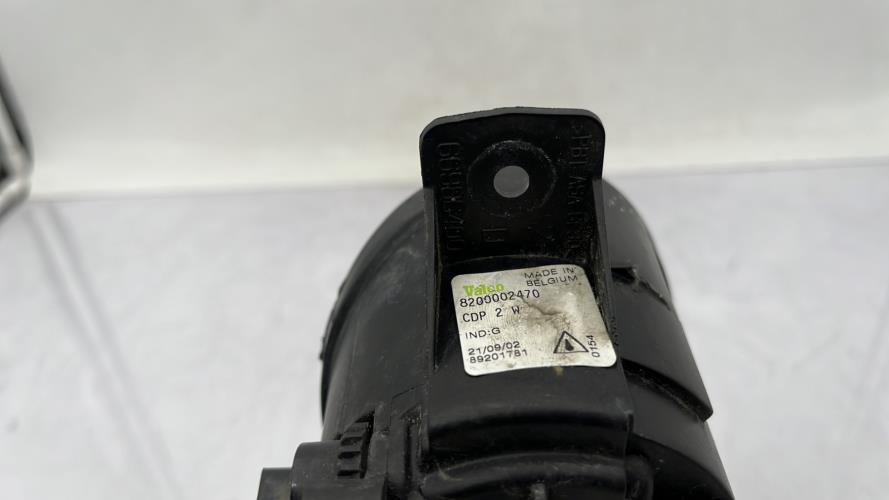 Valeo
MADE IN
BELGIUM
8200002470
CDP 2 W
IND:G
21/09/02
89201781
0154